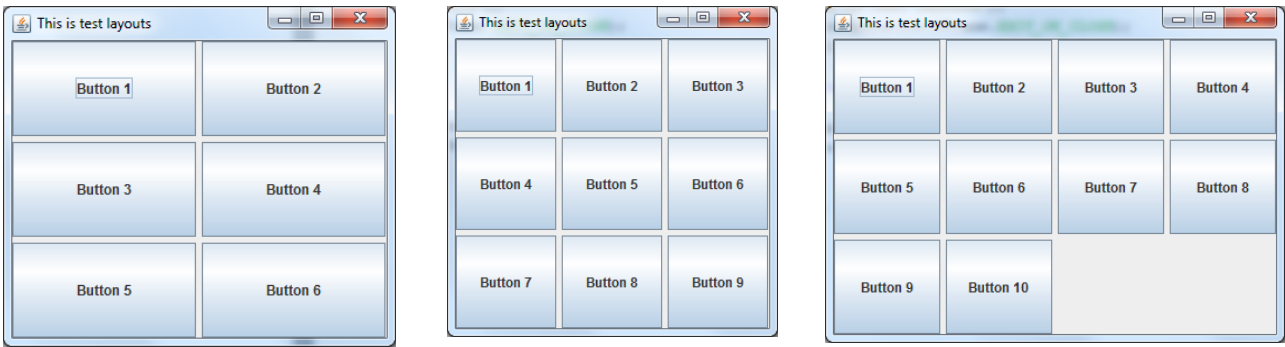 This is test layouts
Button 1 Button 2
Button 3 Button 4
Button 5 Button 6
This is test layouts
Button 1 Button 2 Button 3
Button 4 Button 5 Button 6
Button 7 Button 8 Button 9
This is test layouts
Button 1 Button 2 Button 3 Button 4
Button 5 Button 6 Button 7 Button 8
Button 9 Button 10